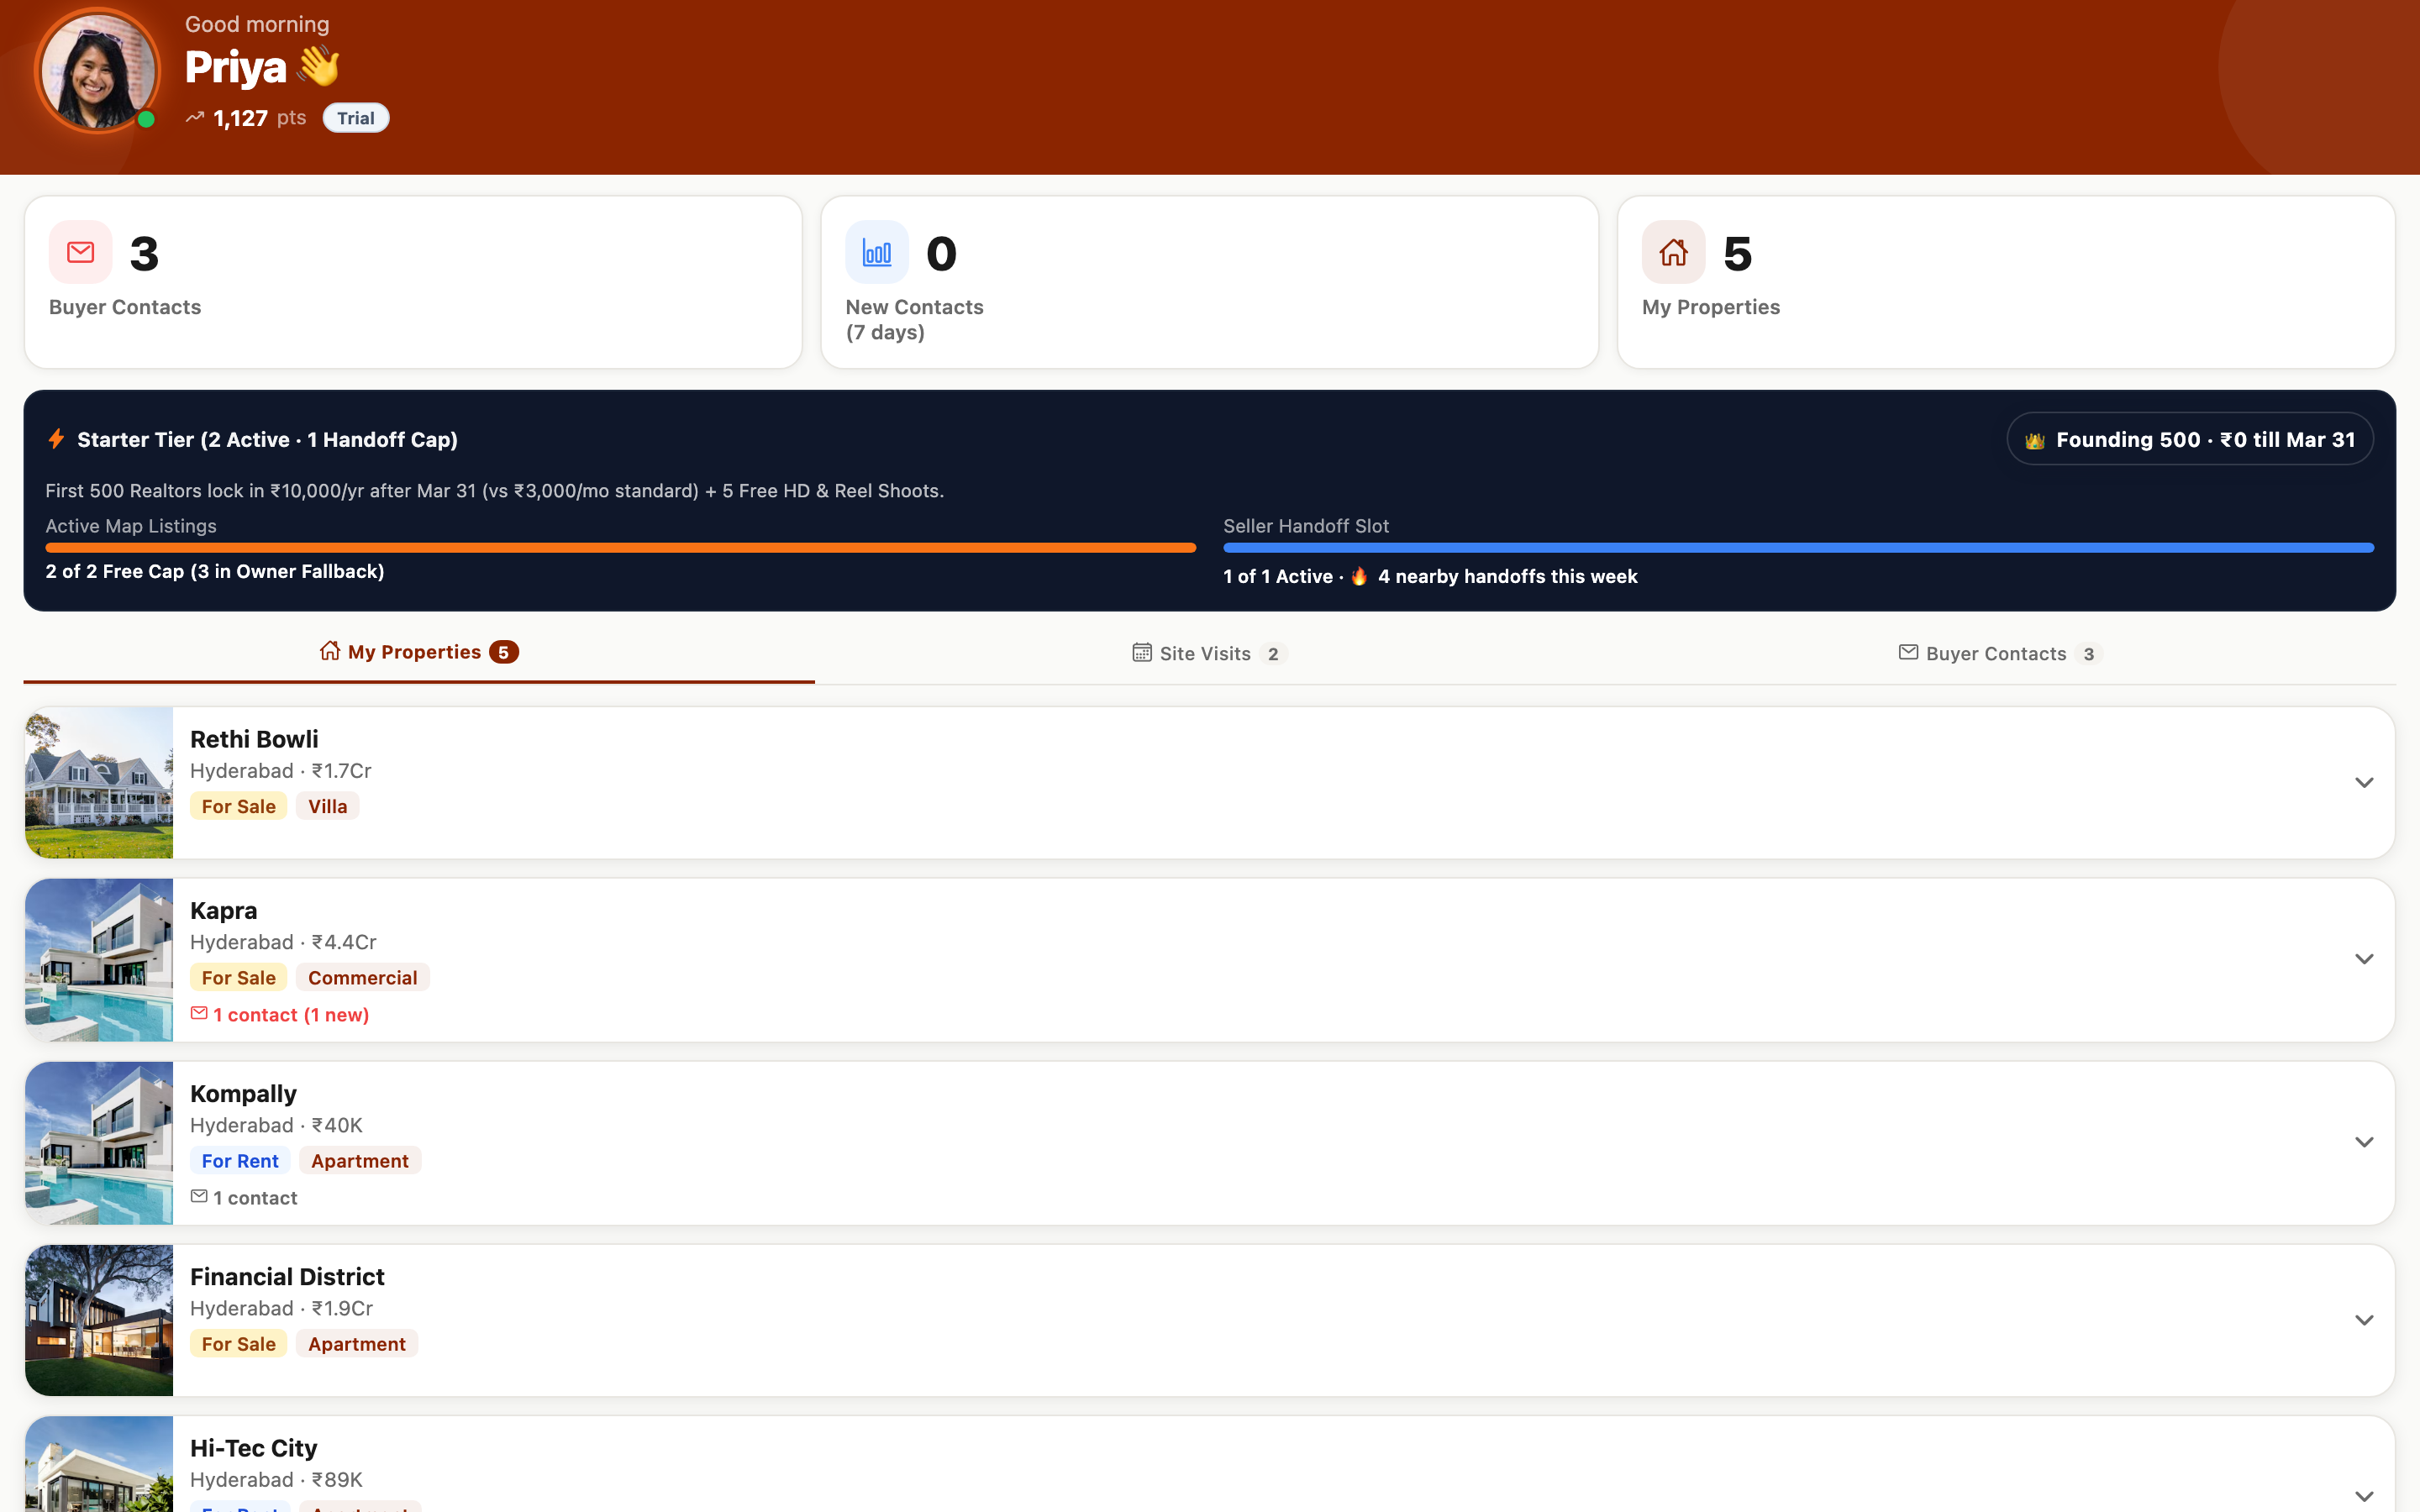 Good morning
Priya 👋
1,127 pts Trial
3
Buyer Contacts
0
New Contacts
(7 days)
5
My Properties
Starter Tier (2 Active · 1 Handoff Cap)
Founding 500 · ₹0 till Mar 31
First 500 Realtors lock in ₹10,000/yr after Mar 31 (vs ₹3,000/mo standard) + 5 Free HD & Reel Shoots.
Active Map Listings
2 of 2 Free Cap (3 in Owner Fallback)
Seller Handoff Slot
1 of 1 Active · 🔥 4 nearby handoffs this week
My Properties 5
Site Visits 2
Buyer Contacts 3
Rethi Bowli
Hyderabad · ₹1.7Cr
For Sale Villa
Kapra
Hyderabad · ₹4.4Cr
For Sale Commercial
1 contact (1 new)
Kompally
Hyderabad · ₹40K
For Rent Apartment
1 contact
Financial District
Hyderabad · ₹1.9Cr
For Sale Apartment
Hi-Tec City
Hyderabad · ₹89K